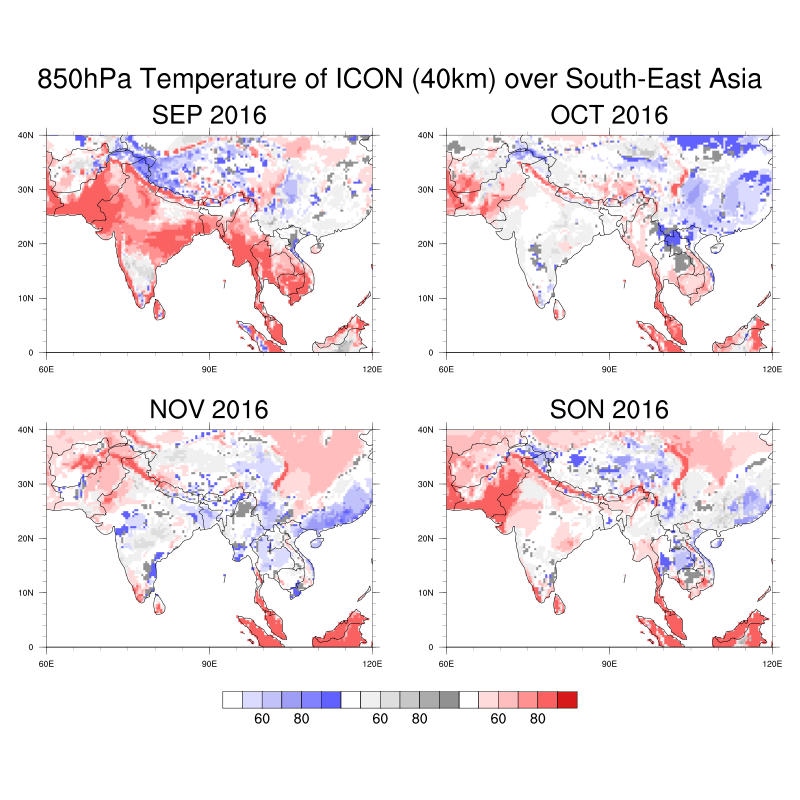 850hPa Temperature of ICON (40km) over South-East Asia
SEP 2016
OCT 2016
40N
30N
20N
10N
0
60E
90E
120E
40N
30N
20N
10N
0
60E
90E
120E
NOV 2016
SON 2016
40N
30N
20N
10N
0
60E
90E
120E
40N
30N
20N
10N
0
60E
90E
120E
60 80 60 80 60 80